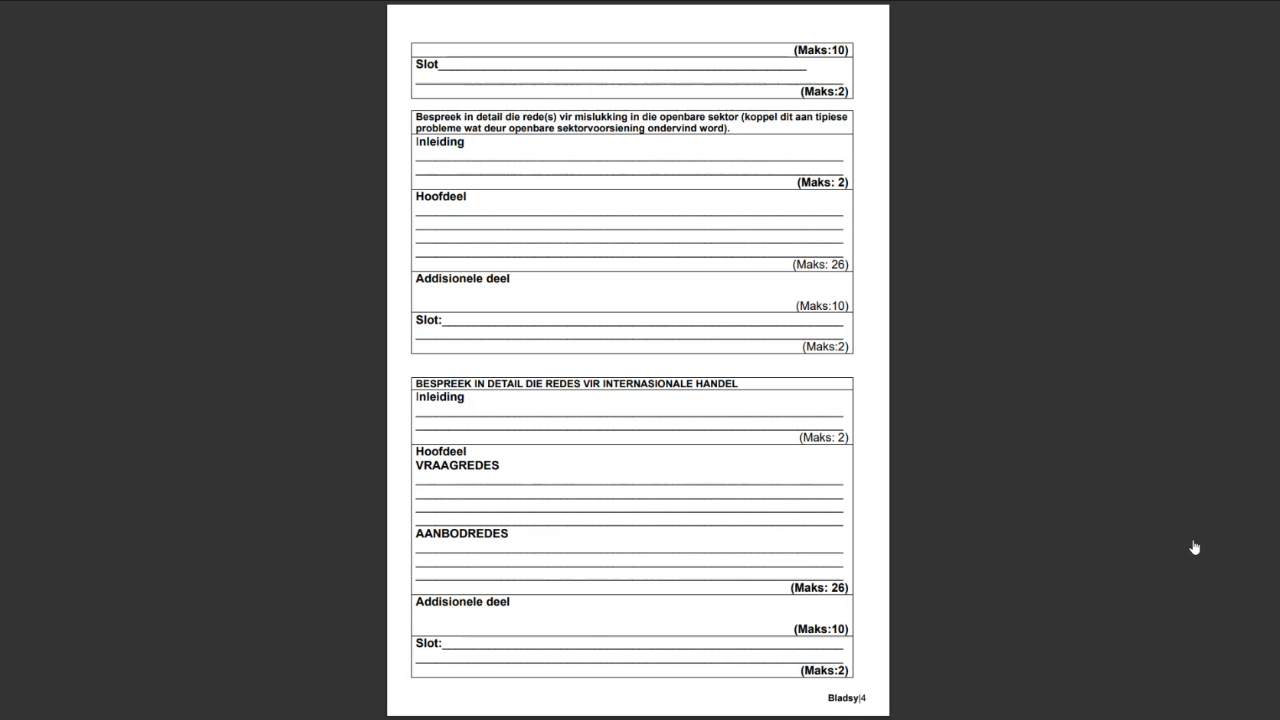 (Maks:10)
Slot
(Maks:2)
Bespreek in detail die rede(s) vir mislukking in die openbare sektor (koppel dit aan tipiese
probleme wat deur openbare sektorvoorsiening ondervind word).
Inleiding
(Maks: 2)
Hoofdeel
(Maks: 26)
Addisionele deel
(Maks:10)
Slot:
(Maks:2)
BESPREEK IN DETAIL DIE REDES VIR INTERNASIONALE HANDEL
Inleiding
(Maks: 2)
Hoofdeel
VRAAGREDES
AANBODREDES
(Maks: 26)
Addisionele deel
(Maks:10)
Slot:
(Maks:2)
Bladsy|4